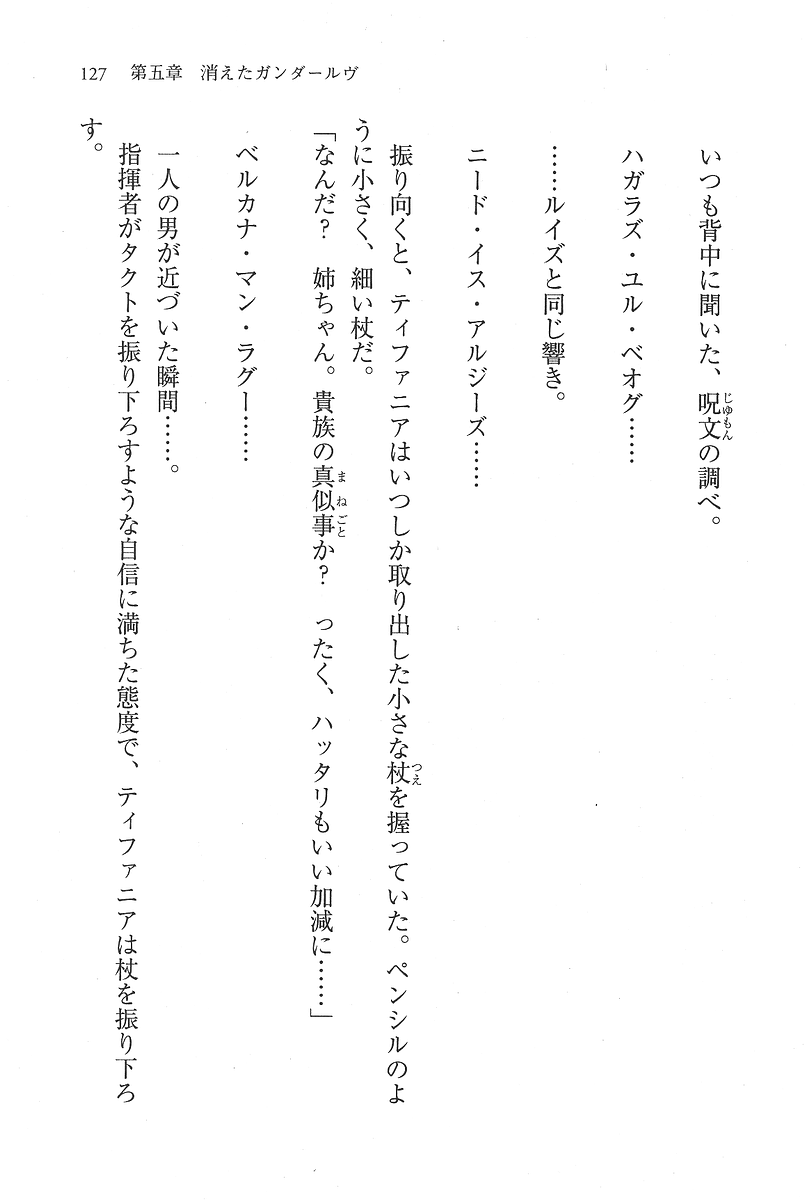 127　第五章　消えたガンダールヴ
いつも背中に聞いた、呪文の調べ。
ハガラズ・ユル・ベオグ……
……ルイズと同じ響き。
ニード・イス・アルジーズ……
振り向くと、ティファニアはいつしか取り出した小さな杖を握っていた。ペンシルのよ
うに小さく、細い杖だ。
「なんだ？　姉ちゃん。貴族の真似事か？　ったく、ハッタリもいい加減に……」
ベルカナ・マン・ラグー……
一人の男が近づいた瞬間……。
指揮者がタクトを振り下ろすような自信に満ちた態度で、ティファニアは杖を振り下ろ
す。